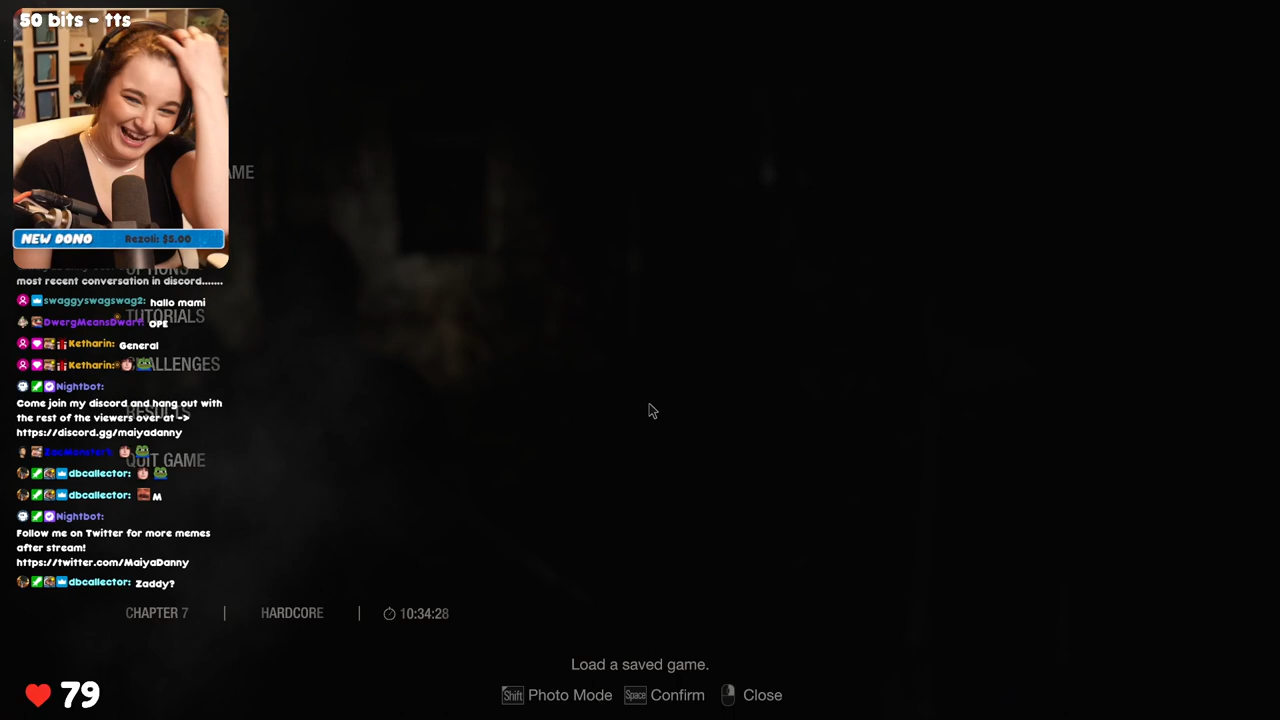 50 bits - tts
AME
NEW DONO Rezoli: $5.00
OPTIONS
most recent conversation in discord.......
swaggyswagswag2: hallo mami
TUTORIALS
DwergMeansDwarf: OPE
Ketharin: General
CHALLENGES
Ketharin:
Nightbot:
Come join my discord and hang out with
RESULTS
the rest of the viewers over at ->
https://discord.gg/maiyadanny
QUIT GAME
dbcallector:
dbcallector: M
Nightbot:
Follow me on Twitter for more memes
after stream!
https://twitter.com/MaiyaDanny
dbcallector: Zaddy?
CHAPTER 7 | HARDCORE | 10:34:28
Load a saved game.
Shift Photo Mode Space Confirm Close
79